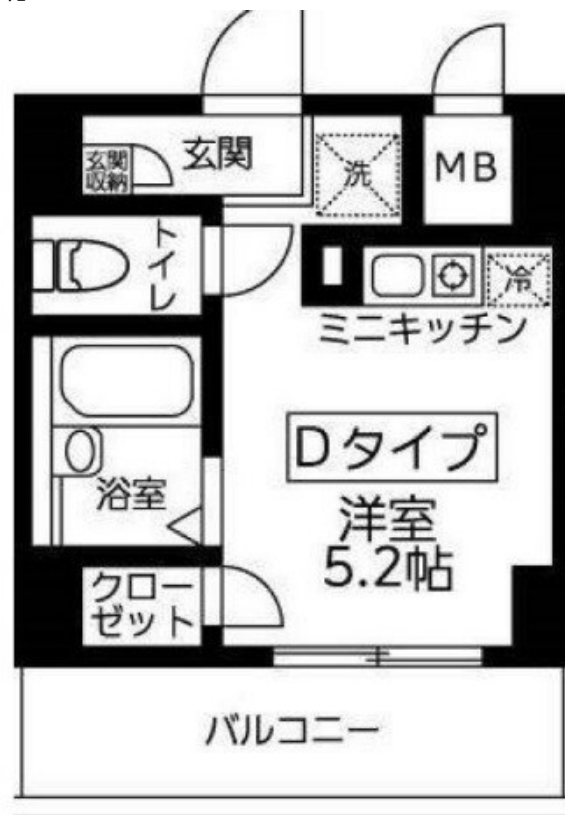 玄関
収納
玄関
洗
MB
トイレ
冷
ミニキッチン
Dタイプ
洋室
5.2帖
浴室
クロー
ゼット
バルコニー